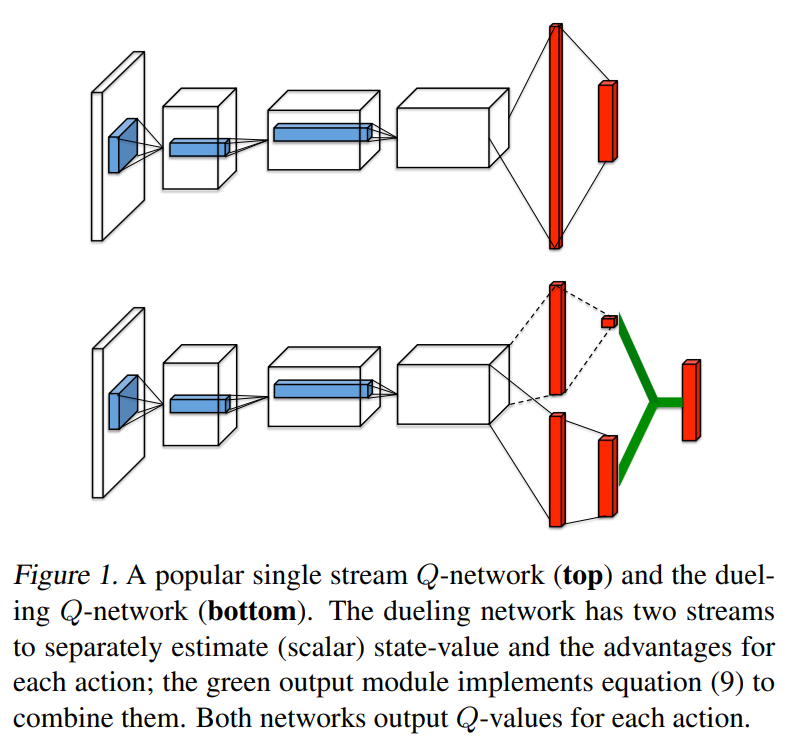 Figure 1. A popular single stream Q-network (top) and the duel-
ing Q-network (bottom). The dueling network has two streams
to separately estimate (scalar) state-value and the advantages for
each action; the green output module implements equation (9) to
combine them. Both networks output Q-values for each action.